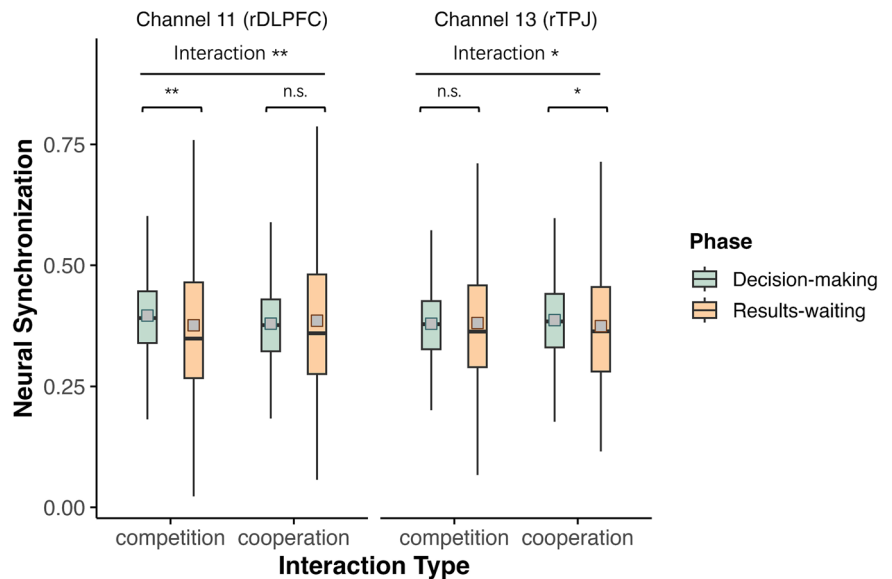 Channel 11 (rDLPFC)
Channel 13 (rTPJ)
Interaction **
Interaction *
**
n.s.
n.s.
*
Neural Synchronization
0.75
0.50
0.25
0.00
Phase
Decision-making
Results-waiting
competition
cooperation
competition
cooperation
Interaction Type